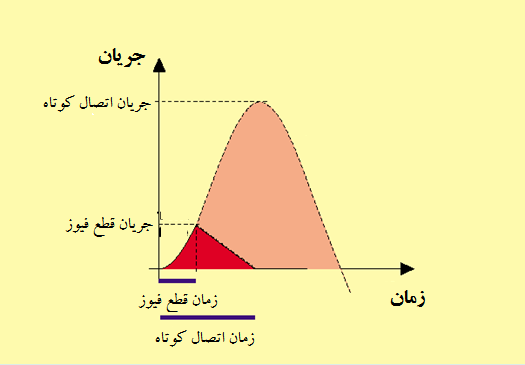 جریان
جریان اتصال کوتاه
جریان قطع فیوز
زمان
زمان قطع فیوز
زمان اتصال کوتاه